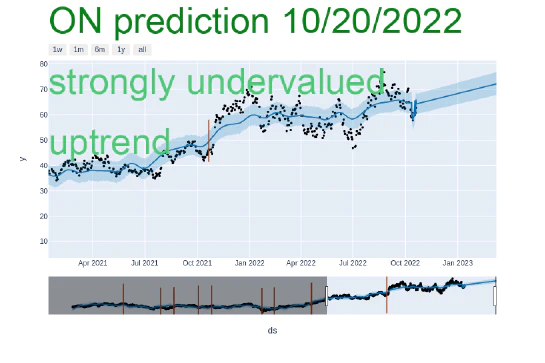 ON prediction 10/20/2022
1w 1m 6m 1y all
80
strongly undervalued
70
60
y
50
uptrend
40
30
20
10
Apr 2021 Jul 2021 Oct 2021 Jan 2022 Apr 2022 Jul 2022 Oct 2022 Jan 2023
ds